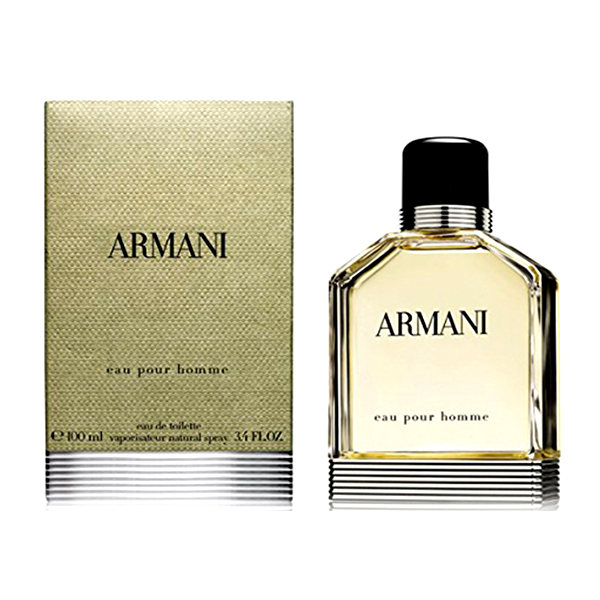 ARMANI
eau pour homme
eau de toilette
℮ 100 ml vaporisateur natural spray 3.4 FL.OZ.
ARMANI
eau pour homme